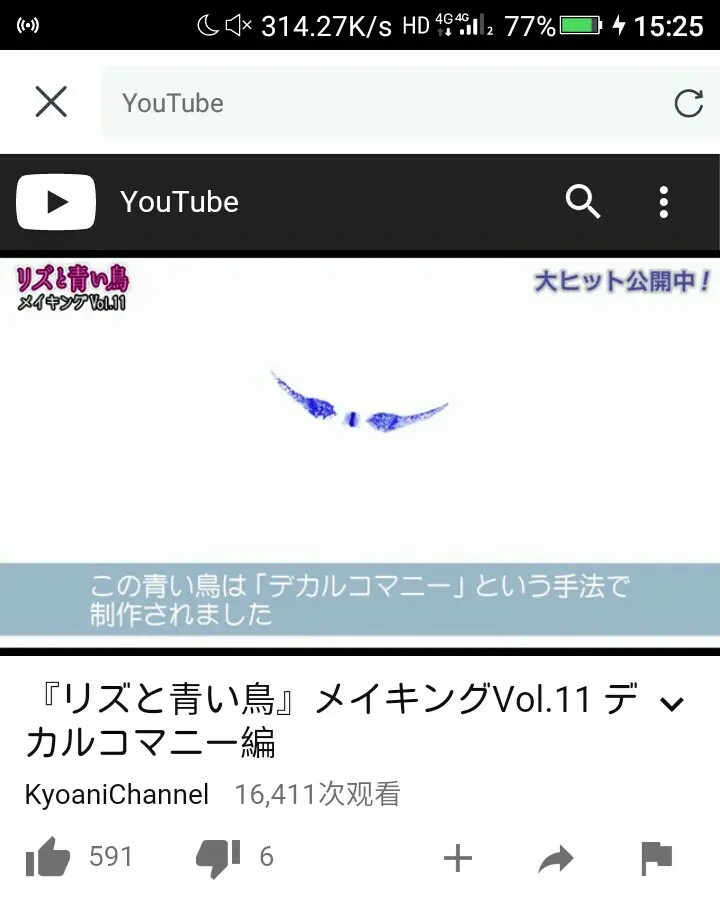 314.27K/s HD 4G 4G 2 77% 15:25
YouTube
YouTube
リズと青い鳥
メイキングVol.11
大ヒット公開中！
この青い鳥は「デカルコマニー」という手法で
制作されました
『リズと青い鳥』メイキングVol.11 デ
カルコマニー編
KyoaniChannel 16,411次观看
591 6